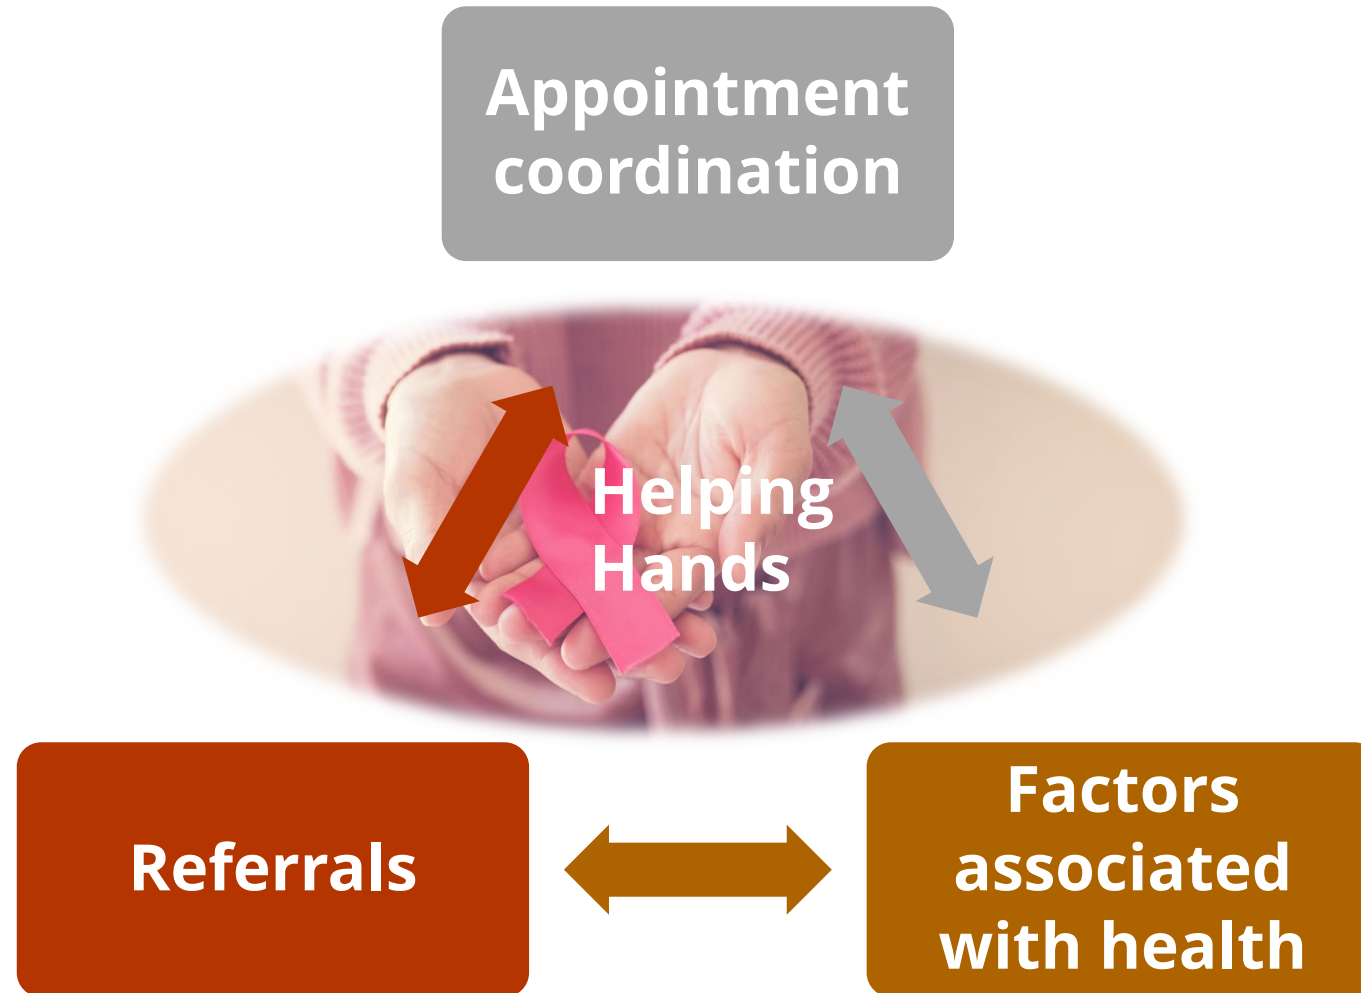 Appointment
coordination
Helping
Hands
Referrals
Factors
associated
with health